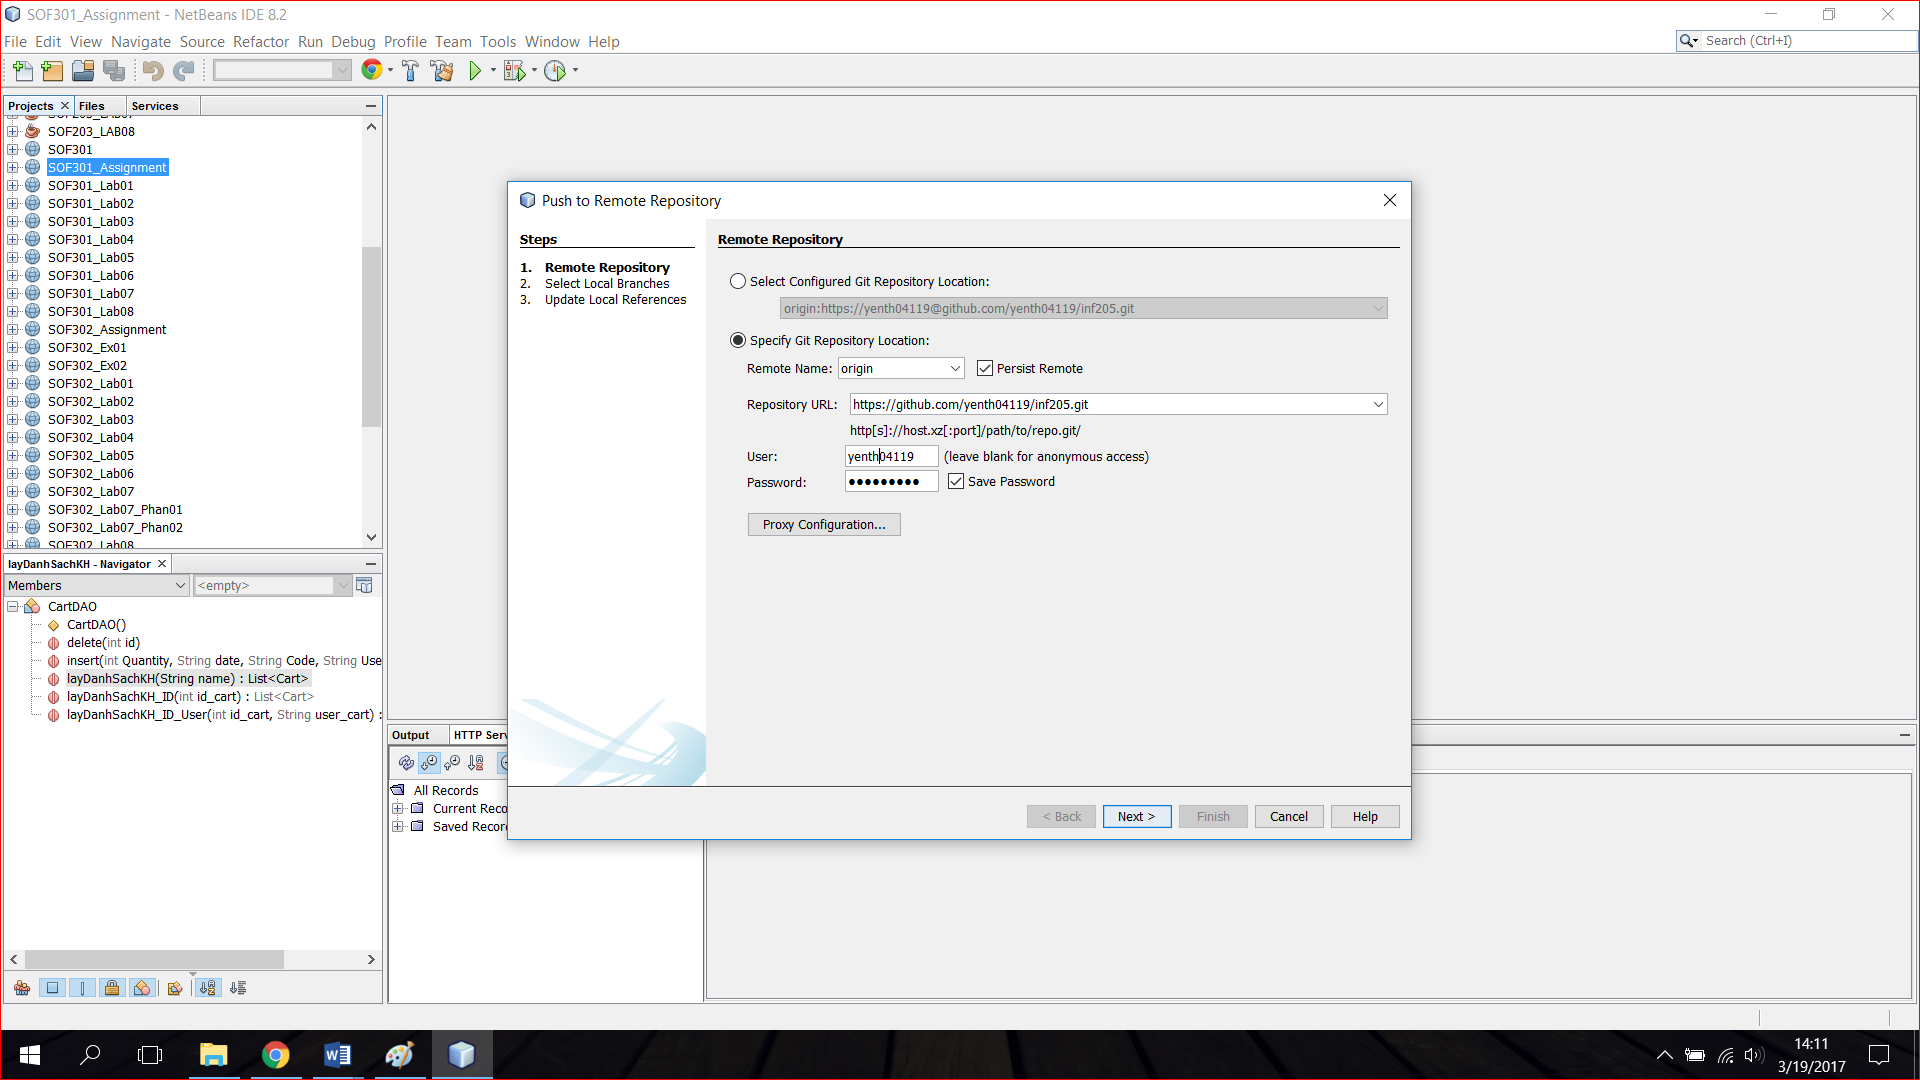 SOF301_Assignment - NetBeans IDE 8.2
File Edit View Navigate Source Refactor Run Debug Profile Team Tools Window Help
Search (Ctrl+I)
Projects Files Services
SOF203_LAB07
SOF203_LAB08
SOF301
SOF301_Assignment
SOF301_Lab01
SOF301_Lab02
SOF301_Lab03
SOF301_Lab04
SOF301_Lab05
SOF301_Lab06
SOF301_Lab07
SOF301_Lab08
SOF302_Assignment
SOF302_Ex01
SOF302_Ex02
SOF302_Lab01
SOF302_Lab02
SOF302_Lab03
SOF302_Lab04
SOF302_Lab05
SOF302_Lab06
SOF302_Lab07
SOF302_Lab07_Phan01
SOF302_Lab07_Phan02
SOF302_Lab08
layDanhSachKH - Navigator
Members <empty>
CartDAO
CartDAO()
delete(int id)
insert(int Quantity, String date, String Code, String Use
layDanhSachKH(String name) : List<Cart>
layDanhSachKH_ID(int id_cart) : List<Cart>
layDanhSachKH_ID_User(int id_cart, String user_cart) :
Push to Remote Repository
Steps
1. Remote Repository
2. Select Local Branches
3. Update Local References
Remote Repository
Select Configured Git Repository Location:
origin:https://yenth04119@github.com/yenth04119/inf205.git
Specify Git Repository Location:
Remote Name: origin Persist Remote
Repository URL: https://github.com/yenth04119/inf205.git
http[s]://host.xz[:port]/path/to/repo.git/
User: yenth04119 (leave blank for anonymous access)
Password: ●●●●●●●●● Save Password
Proxy Configuration...
< Back Next > Finish Cancel Help
Output HTTP Serv
All Records
Current Reco
Saved Record
14:11
3/19/2017